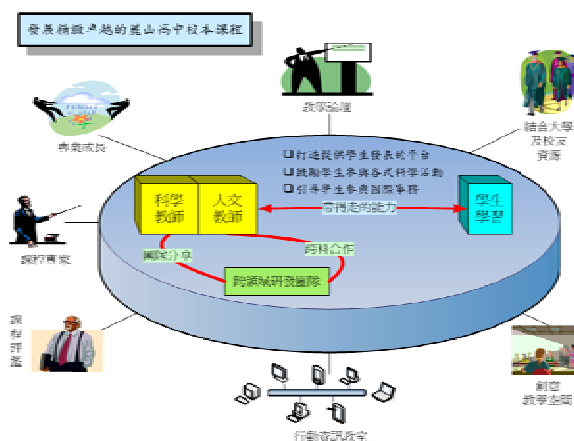 發展精緻卓越的麗山高中校本課程
教學論壇
專業成長
結合大學
及校友
資源
打造提供學生發展的平台
鼓勵學生參與各式科學活動
引導學生參與國際事務
科學
教師
人文
教師
帶得走的能力
學生
學習
團隊分享
跨科合作
跨領域研發團隊
課程專家
課程評鑑
創意
教學空間
行動資訊教室